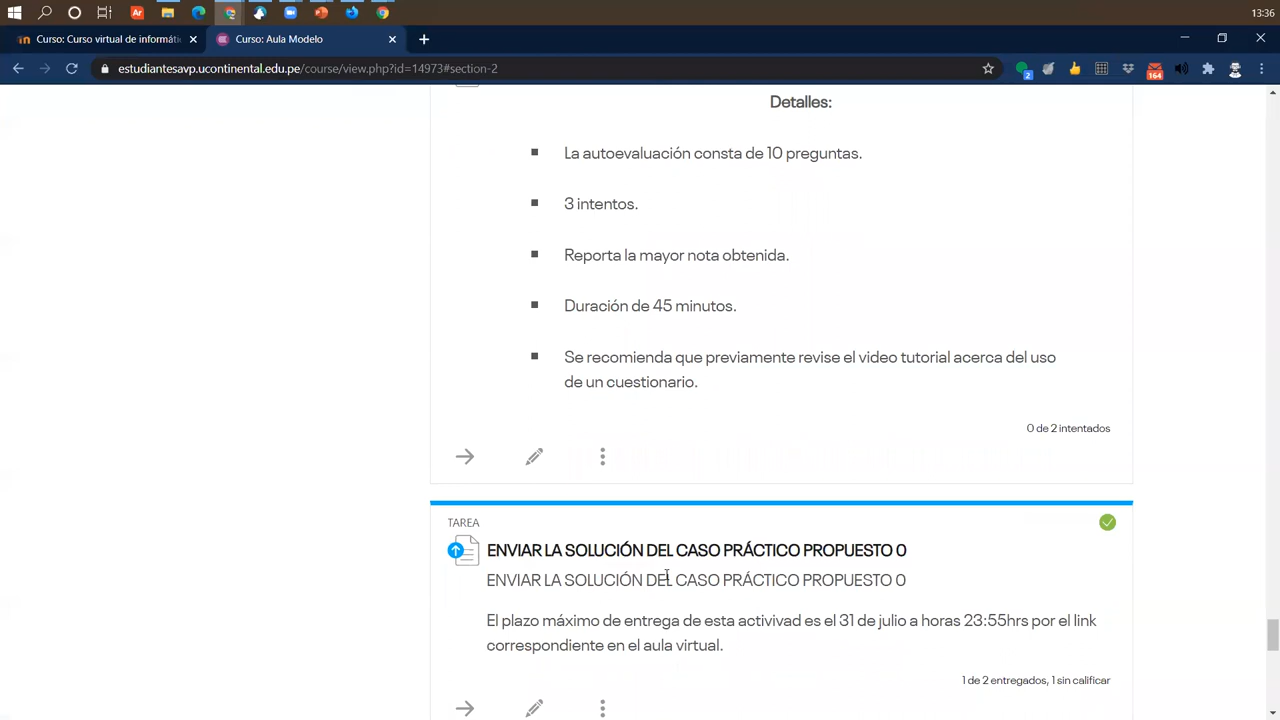 13:36
Curso: Curso virtual de informáti
Curso: Aula Modelo
estudiantesavp.ucontinental.edu.pe/course/view.php?id=14973#section-2
2
164
Detalles:
La autoevaluación consta de 10 preguntas.
3 intentos.
Reporta la mayor nota obtenida.
Duración de 45 minutos.
Se recomienda que previamente revise el video tutorial acerca del uso
de un cuestionario.
0 de 2 intentados
TAREA
ENVIAR LA SOLUCIÓN DEL CASO PRÁCTICO PROPUESTO 0
ENVIAR LA SOLUCIÓN DEL CASO PRÁCTICO PROPUESTO 0
El plazo máximo de entrega de esta activivad es el 31 de julio a horas 23:55hrs por el link
correspondiente en el aula virtual.
1 de 2 entregados, 1 sin calificar